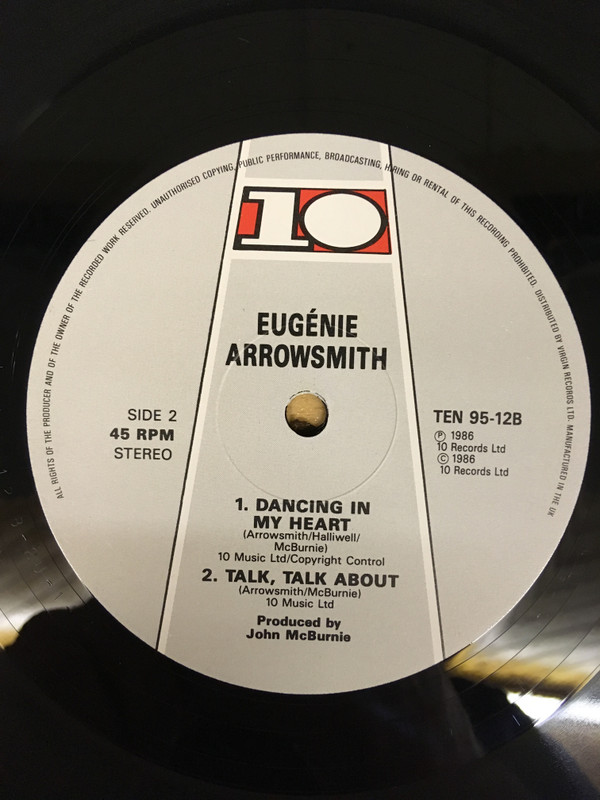 ALL RIGHTS OF THE PRODUCER AND OF THE OWNER OF THE RECORDED WORK RESERVED. UNAUTHORISED COPYING, PUBLIC PERFORMANCE, BROADCASTING, HIRING OR RENTAL OF THIS RECORDING PROHIBITED. DISTRIBUTED BY VIRGIN RECORDS LTD. MANUFACTURED IN THE UK
10
EUGÉNIE
ARROWSMITH
SIDE 2
45 RPM
STEREO
TEN 95-12B
℗ 1986
10 Records Ltd
© 1986
10 Records Ltd
1. DANCING IN
MY HEART
(Arrowsmith/Halliwell/
McBurnie)
10 Music Ltd/Copyright Control
2. TALK, TALK ABOUT
(Arrowsmith/McBurnie)
10 Music Ltd
Produced by
John McBurnie